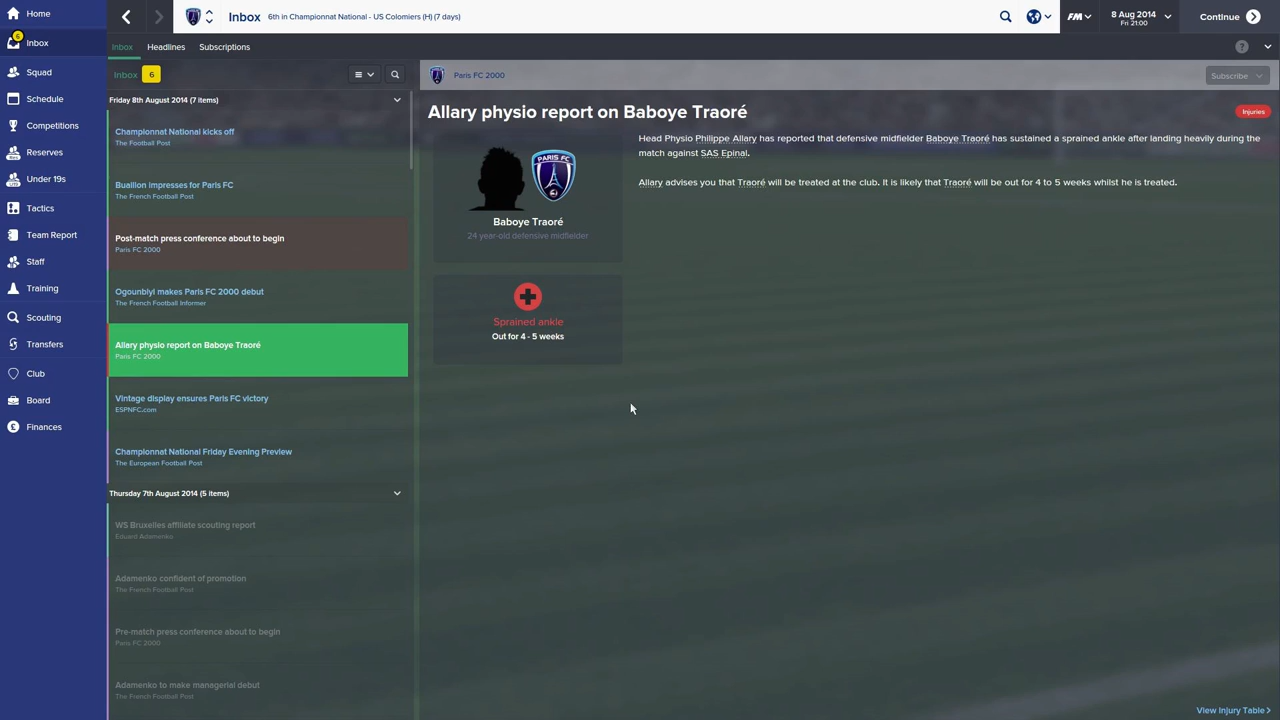 Home
6
Inbox
Squad
Schedule
Competitions
Reserves
Under 19s
Tactics
Team Report
Staff
Training
Scouting
Transfers
Club
Board
Finances
Inbox 6th in Championnat National - US Colomiers (H) (7 days)
FM
8 Aug 2014
Fri 21:00
Continue
Inbox Headlines Subscriptions
Inbox 6
Friday 8th August 2014 (7 items)
Championnat National kicks off
The Football Post
Buaillon impresses for Paris FC
The French Football Post
Post-match press conference about to begin
Paris FC 2000
Ogounbiyi makes Paris FC 2000 debut
The French Football Informer
Allary physio report on Baboye Traoré
Paris FC 2000
Vintage display ensures Paris FC victory
ESPNFC.com
Championnat National Friday Evening Preview
The European Football Post
Thursday 7th August 2014 (5 items)
WS Bruxelles affiliate scouting report
Eduard Adamenko
Adamenko confident of promotion
The French Football Post
Pre-match press conference about to begin
Paris FC 2000
Adamenko to make managerial debut
The French Football Post
Paris FC 2000
Subscribe
Allary physio report on Baboye Traoré
Injuries
PARIS FC
Baboye Traoré
24 year-old defensive midfielder
Sprained ankle
Out for 4 - 5 weeks
Head Physio Philippe Allary has reported that defensive midfielder Baboye Traoré has sustained a sprained ankle after landing heavily during the
match against SAS Epinal.
Allary advises you that Traoré will be treated at the club. It is likely that Traoré will be out for 4 to 5 weeks whilst he is treated.
View Injury Table >